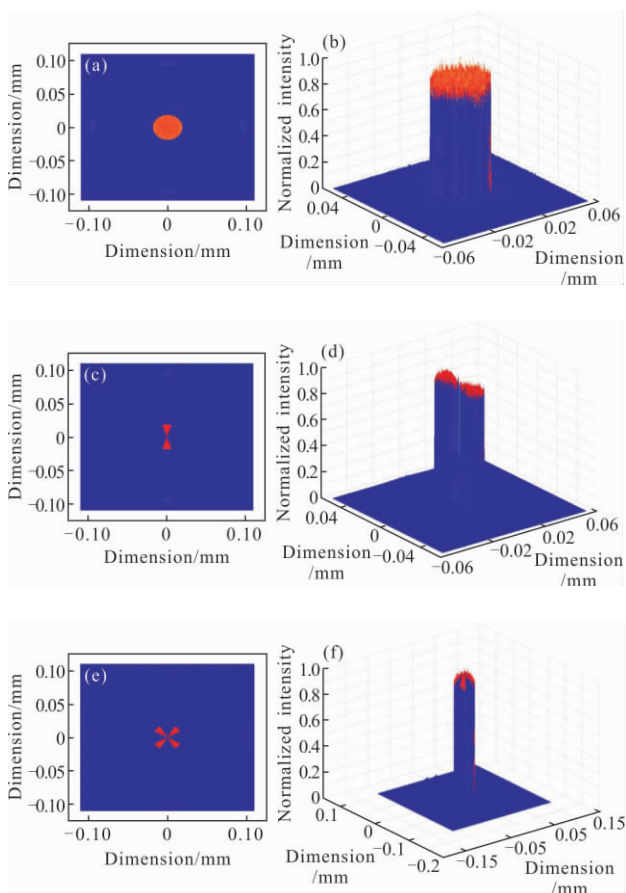 (a)
Dimension/mm
0.10
0.05
0
−0.05
−0.10
−0.10
0
0.10
Dimension/mm
(b)
Normalized intensity
1.0
0.8
0.6
0.4
0.2
0
0.04
0
−0.04
Dimension
/mm
−0.06
−0.02
0.02
0.06
Dimension
/mm
(c)
Dimension/mm
0.10
0.05
0
−0.05
−0.10
−0.10
0
0.10
Dimension/mm
(d)
Normalized intensity
1.0
0.8
0.6
0.4
0.2
0
0.04
0
−0.04
Dimension
/mm
−0.06
−0.02
0.02
0.06
Dimension
/mm
(e)
Dimension/mm
0.10
0.05
0
−0.05
−0.10
−0.10
0
0.10
Dimension/mm
(f)
Normalized intensity
1.0
0.8
0.6
0.4
0.2
0
0.1
0
−0.1
−0.2
Dimension
/mm
−0.15
−0.05
0.05
0.15
Dimension
/mm